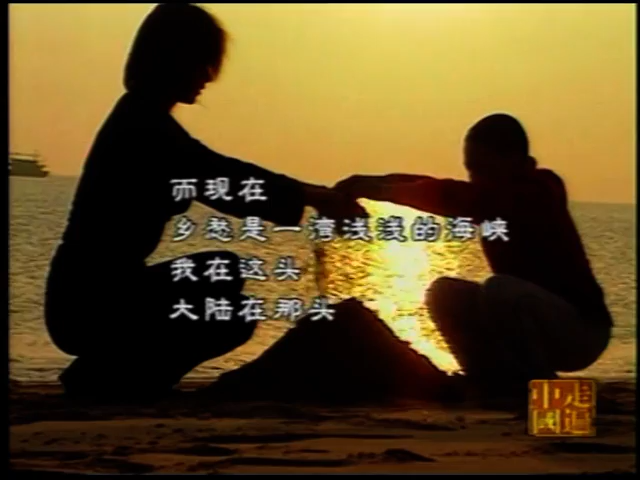 而现在
乡愁是一湾浅浅的海峡
我在这头
大陆在那头
走遍
中國